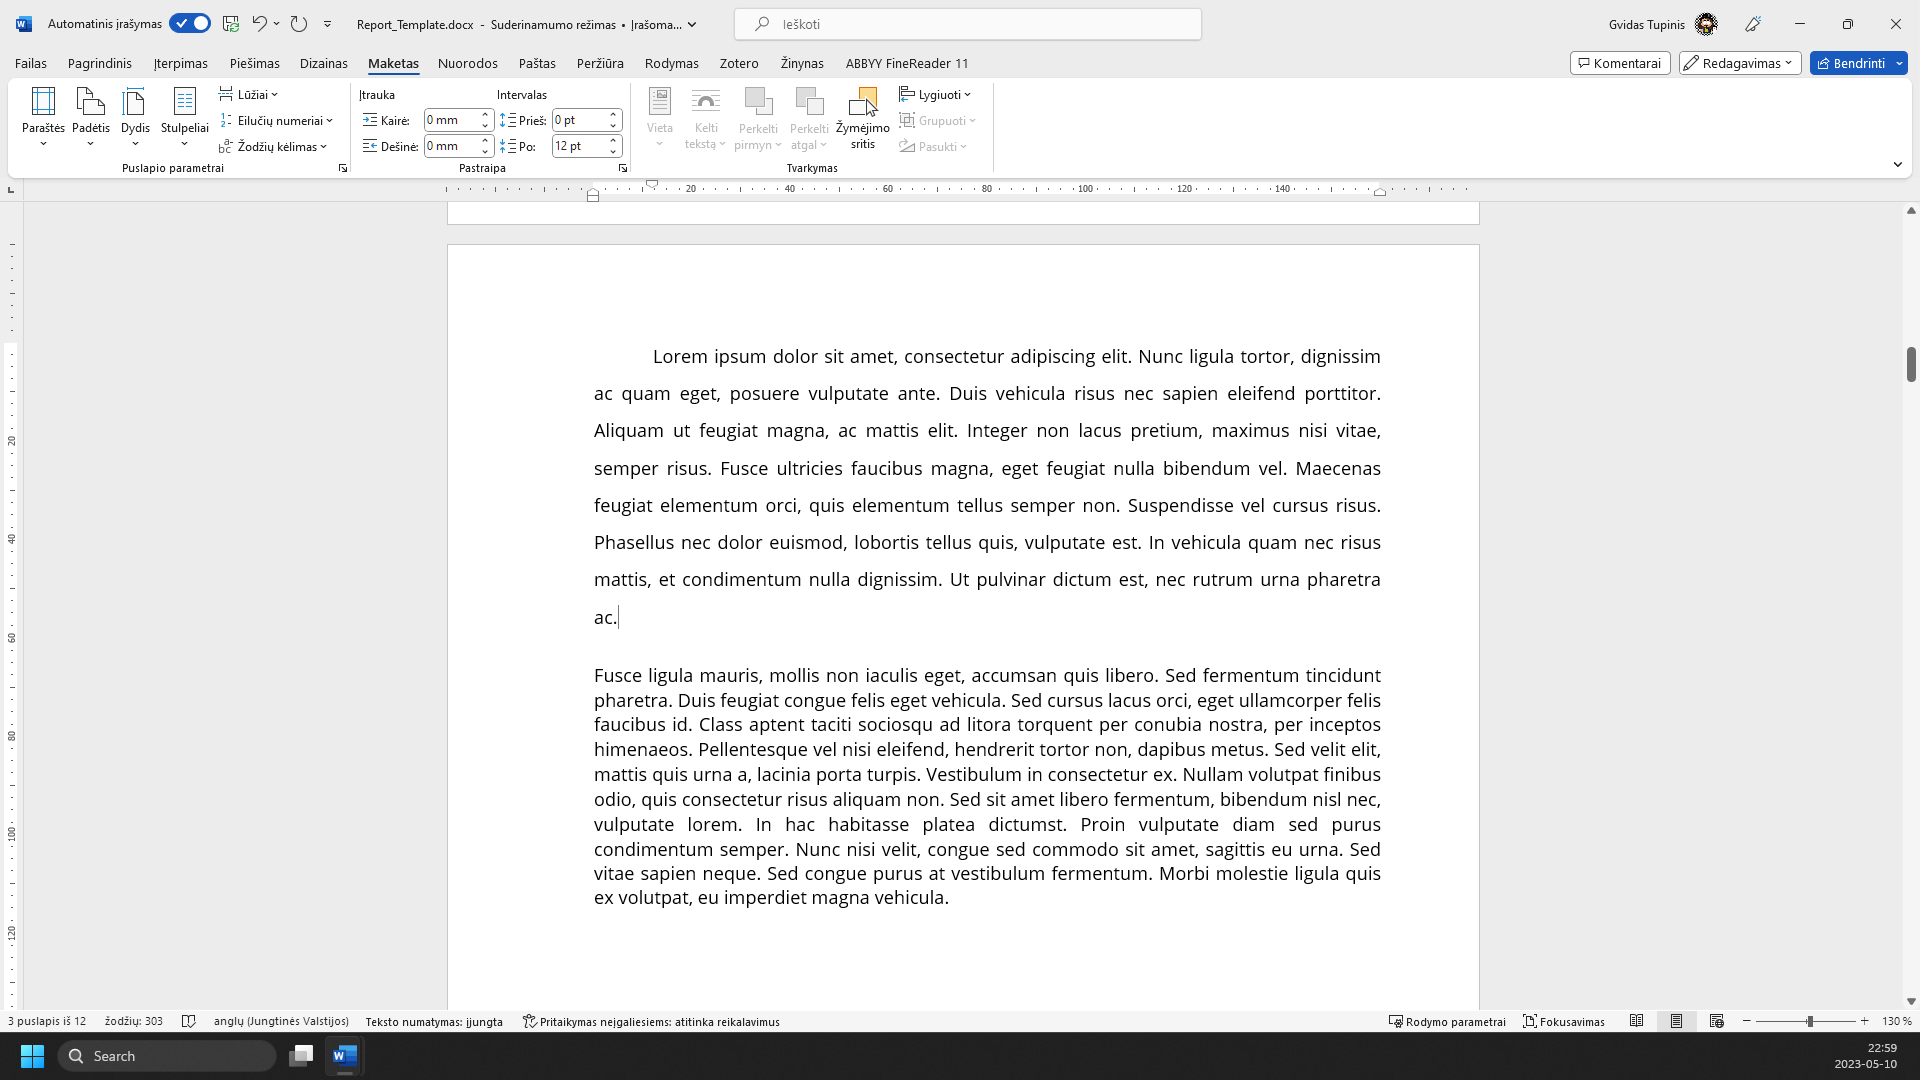 Automatinis įrašymas
Report_Template.docx - Suderinamumo režimas • Įrašoma...
Ieškoti
Gvidas Tupinis
Failas Pagrindinis Įterpimas Piešimas Dizainas Maketas Nuorodos Paštas Peržiūra Rodymas Zotero Žinynas ABBYY FineReader 11
Komentarai Redagavimas Bendrinti
Paraštės
Padėtis
Dydis
Stulpeliai
Lūžiai
Eilučių numeriai
Žodžių kėlimas
Puslapio parametrai
Įtrauka
Kairė: 0 mm
Dešinė: 0 mm
Intervalas
Prieš: 0 pt
Po: 12 pt
Pastraipa
Vieta
Kelti
tekstą
Perkelti
pirmyn
Perkelti
atgal
Žymėjimo
sritis
Lygiuoti
Grupuoti
Pasukti
Tvarkymas
20 40 60 80 100 120 140
20
40
60
80
100
120
Lorem ipsum dolor sit amet, consectetur adipiscing elit. Nunc ligula tortor, dignissim
ac quam eget, posuere vulputate ante. Duis vehicula risus nec sapien eleifend porttitor.
Aliquam ut feugiat magna, ac mattis elit. Integer non lacus pretium, maximus nisi vitae,
semper risus. Fusce ultricies faucibus magna, eget feugiat nulla bibendum vel. Maecenas
feugiat elementum orci, quis elementum tellus semper non. Suspendisse vel cursus risus.
Phasellus nec dolor euismod, lobortis tellus quis, vulputate est. In vehicula quam nec risus
mattis, et condimentum nulla dignissim. Ut pulvinar dictum est, nec rutrum urna pharetra
ac.
Fusce ligula mauris, mollis non iaculis eget, accumsan quis libero. Sed fermentum tincidunt
pharetra. Duis feugiat congue felis eget vehicula. Sed cursus lacus orci, eget ullamcorper felis
faucibus id. Class aptent taciti sociosqu ad litora torquent per conubia nostra, per inceptos
himenaeos. Pellentesque vel nisi eleifend, hendrerit tortor non, dapibus metus. Sed velit elit,
mattis quis urna a, lacinia porta turpis. Vestibulum in consectetur ex. Nullam volutpat finibus
odio, quis consectetur risus aliquam non. Sed sit amet libero fermentum, bibendum nisl nec,
vulputate lorem. In hac habitasse platea dictumst. Proin vulputate diam sed purus
condimentum semper. Nunc nisi velit, congue sed commodo sit amet, sagittis eu urna. Sed
vitae sapien neque. Sed congue purus at vestibulum fermentum. Morbi molestie ligula quis
ex volutpat, eu imperdiet magna vehicula.
3 puslapis iš 12 žodžių: 303 anglų (Jungtinės Valstijos) Teksto numatymas: įjungta Pritaikymas neįgaliesiems: atitinka reikalavimus Rodymo parametrai Fokusavimas 130 %
Search
22:59
2023-05-10